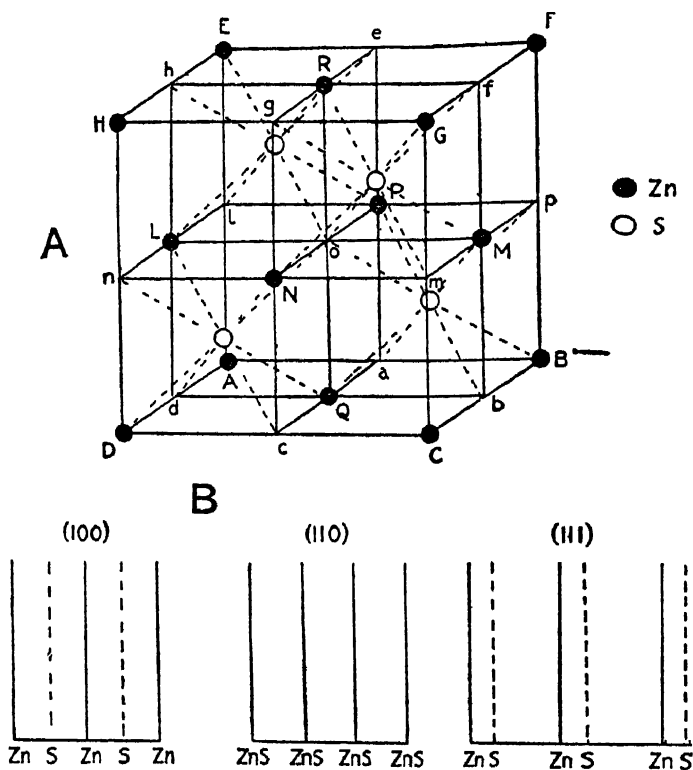 E
e
F
h
R
f
g
H
G
Zn
S
A
l
P
p
L
o
M
n
N
m
A
a
B
d
Q
b
D
c
C
B
(100)
(110)
(111)
Zn S Zn S Zn
ZnS ZnS ZnS ZnS
Zn S Zn S Zn S